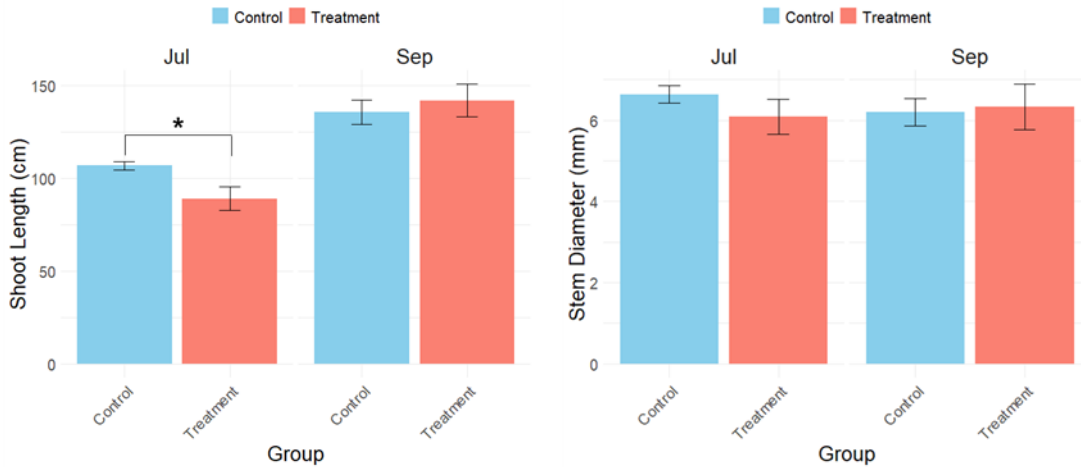 Control Treatment
Jul Sep
Shoot Length (cm)
150
100
50
0
*
Control Treatment Control Treatment
Group
Control Treatment
Jul Sep
Stem Diameter (mm)
6
4
2
0
Control Treatment Control Treatment
Group